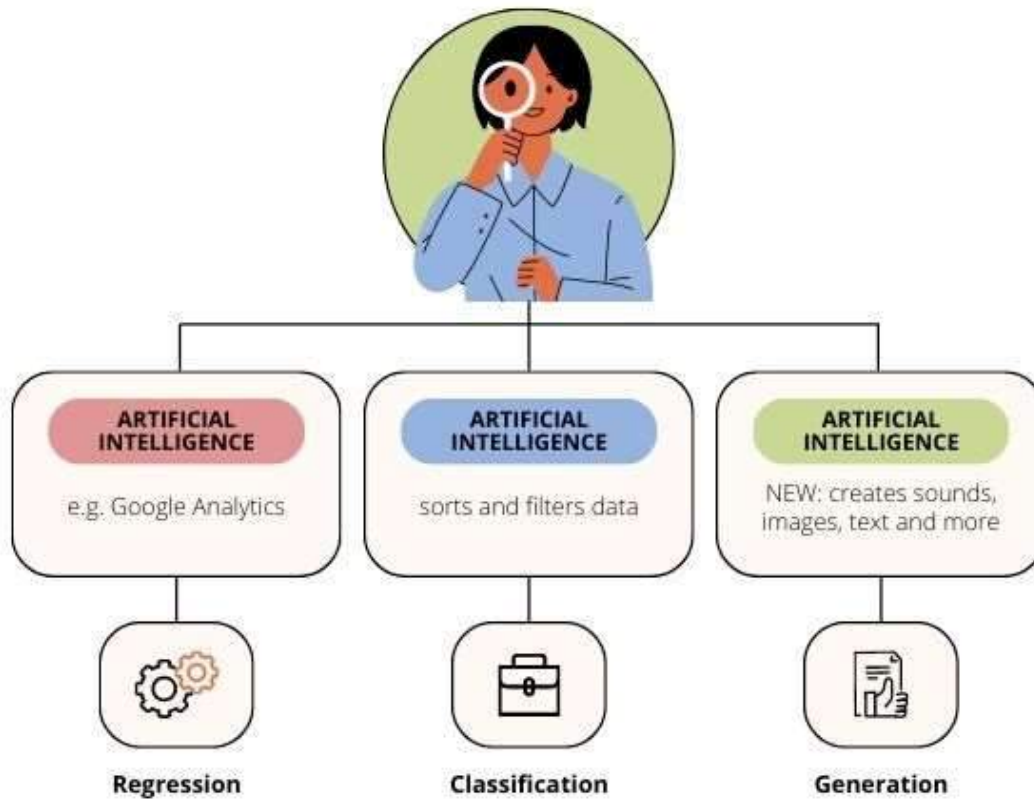 ARTIFICIAL
INTELLIGENCE
e.g. Google Analytics
ARTIFICIAL
INTELLIGENCE
sorts and filters data
ARTIFICIAL
INTELLIGENCE
NEW: creates sounds,
images, text and more
Regression
Classification
Generation